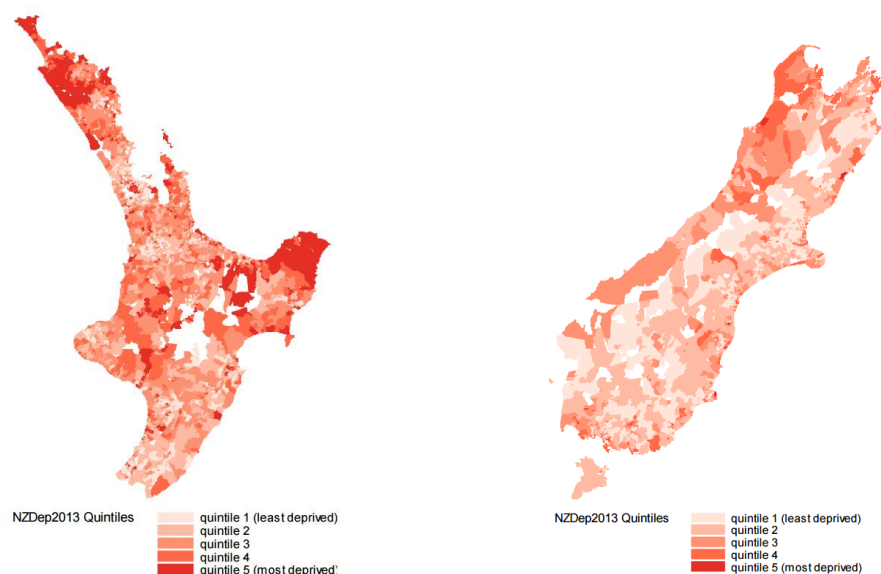 NZDep2013 Quintiles
quintile 1 (least deprived)
quintile 2
quintile 3
quintile 4
quintile 5 (most deprived)
NZDep2013 Quintiles
quintile 1 (least deprived)
quintile 2
quintile 3
quintile 4
quintile 5 (most deprived)